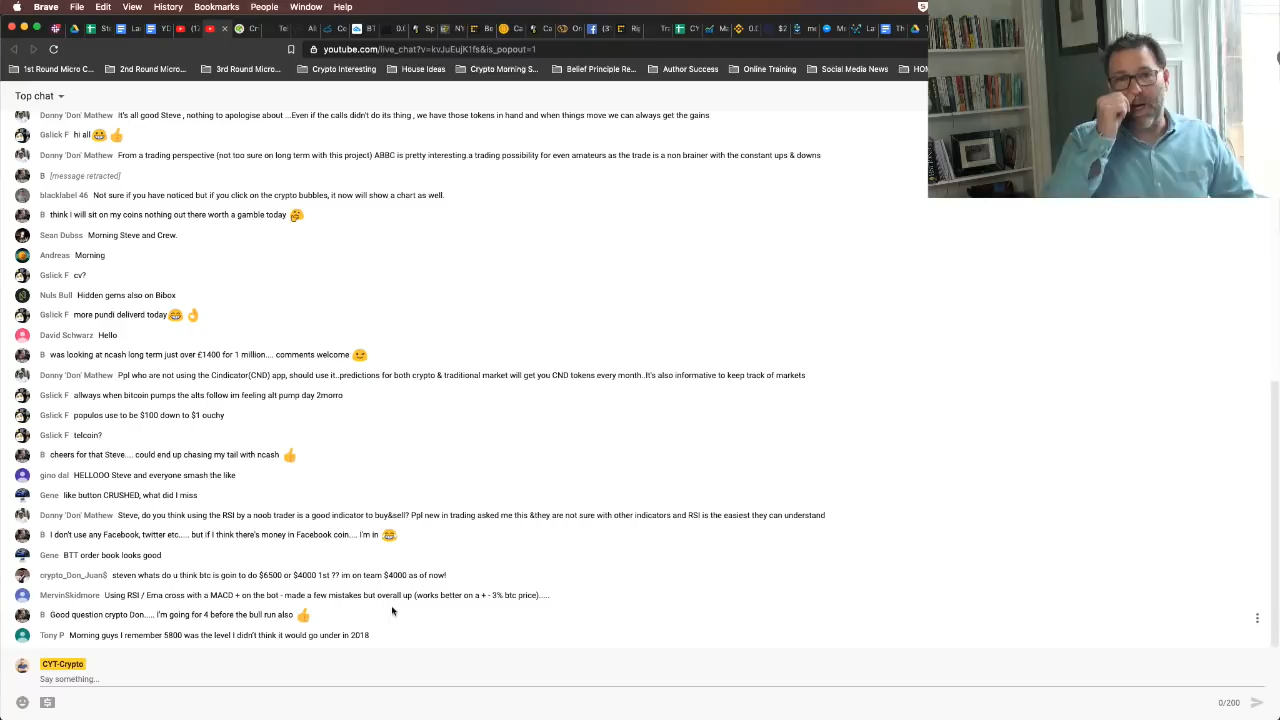 Brave File Edit View History Bookmarks People Window Help
youtube.com/live_chat?v=kvJuEujK1fs&is_popout=1
1st Round Micro C... 2nd Round Micro... 3rd Round Micro... Crypto Interesting House Ideas Crypto Morning S... Belief Principle Re... Author Success Online Training Social Media News
Top chat
Donny 'Don' Mathew It's all good Steve , nothing to apologise about ...Even if the calls didn't do its thing , we have those tokens in hand and when things move we can always get the gains
Gslick F hi all😂👍
Donny 'Don' Mathew From a trading perspective (not too sure on long term with this project) ABBC is pretty interesting.a trading possibility for even amateurs as the trade is a non brainer with the constant ups & downs
B [message retracted]
blacklabel 46 Not sure if you have noticed but if you click on the crypto bubbles, it now will show a chart as well.
B think i will sit on my coins nothing out there worth a gamble today 🤔
Sean Dubss Morning Steve and Crew.
Andreas Morning
Gslick F cv?
Nuls Bull Hidden gems also on Bibox
Gslick F more pundi deliverd today😂👌
David Schwarz Hello
B was looking at ncash long term just over £1400 for 1 million.... comments welcome 😉
Donny 'Don' Mathew Ppl who are not using the Cindicator(CND) app, should use it..predictions for both crypto & traditional market will get you CND tokens every month..It's also informative to keep track of markets
Gslick F allways when bitcoin pumps the alts follow im feeling alt pump day 2morro
Gslick F populos use to be $100 down to $1 ouchy
Gslick F telcoin?
B cheers for that Steve.... could end up chasing my tail with ncash 👍
gino dal HELLOOO Steve and everyone smash the like
Gene like button CRUSHED, what did I miss
Donny 'Don' Mathew Steve, do you think using the RSI by a noob trader is a good indicator to buy&sell? Ppl new in trading asked me this &they are not sure with other indicators and RSI is the easiest they can understand
B I don't use any Facebook, twitter etc..... but if I think there's money in Facebook coin.... I'm in 😂
Gene BTT order book looks good
crypto_Don_Juan$ steven whats do u think btc is goin to do $6500 or $4000 1st ?? im on team $4000 as of now!
MervinSkidmore Using RSI / Ema cross with a MACD + on the bot - made a few mistakes but overall up (works better on a + - 3% btc price).....
B Good question crypto Don..... I'm going for 4 before the bull run also 👍
Tony P Morning guys I remember 5800 was the level I didn't think it would go under in 2018
CYT-Crypto
Say something...
0/200